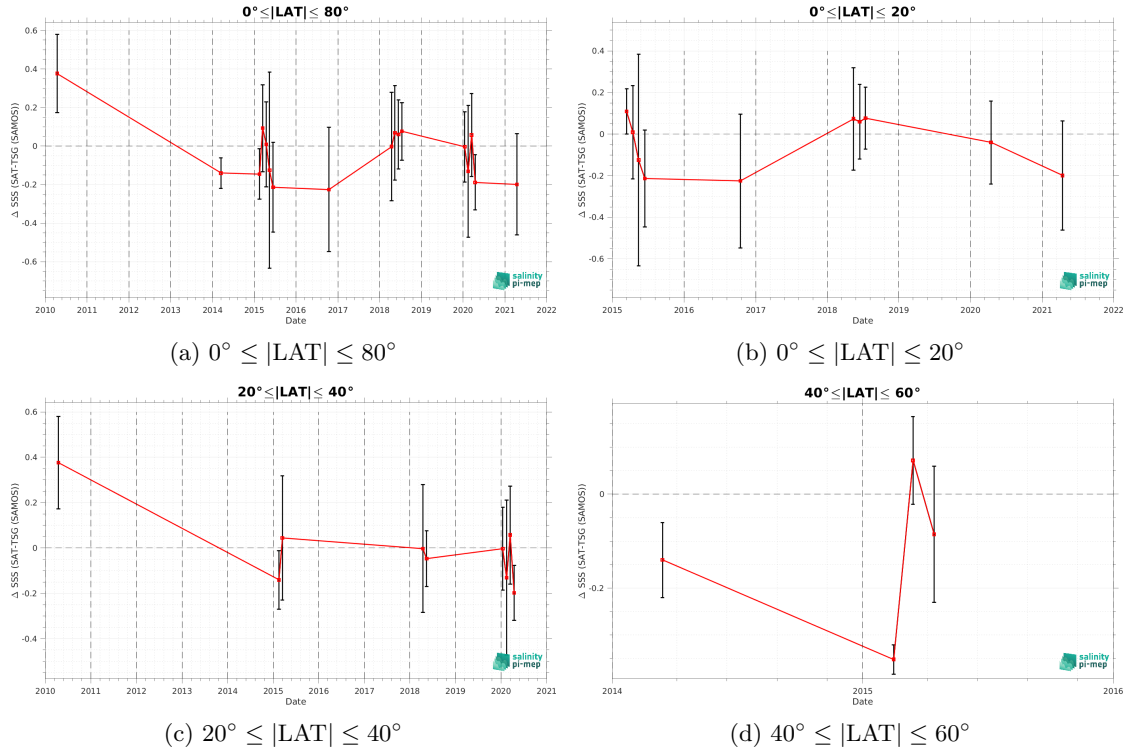 0°≤|LAT|≤ 80°
Δ SSS (SAT-TSG (SAMOS))
0.6
0.4
0.2
0
-0.2
-0.4
-0.6
2010 2011 2012 2013 2014 2015 2016 2017 2018 2019 2020 2021 2022
Date
salinity
pi-mep
(a) 0° ≤ |LAT| ≤ 80°
0°≤|LAT|≤ 20°
Δ SSS (SAT-TSG (SAMOS))
0.4
0.2
0
-0.2
-0.4
-0.6
2015 2016 2017 2018 2019 2020 2021 2022
Date
salinity
pi-mep
(b) 0° ≤ |LAT| ≤ 20°
20°≤|LAT|≤ 40°
Δ SSS (SAT-TSG (SAMOS))
0.6
0.4
0.2
0
-0.2
-0.4
2010 2011 2012 2013 2014 2015 2016 2017 2018 2019 2020 2021
Date
salinity
pi-mep
(c) 20° ≤ |LAT| ≤ 40°
40°≤|LAT|≤ 60°
Δ SSS (SAT-TSG (SAMOS))
0
-0.2
2014 2015 2016
Date
salinity
pi-mep
(d) 40° ≤ |LAT| ≤ 60°